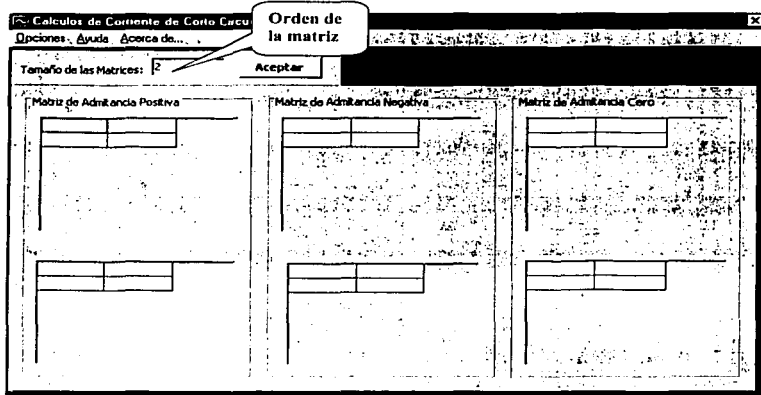 Calculos de Corriente de Corto Circu
Orden de
la matriz
Opciones Ayuda Acerca de...
Tamaño de las Matrices: 2 Aceptar
Matriz de Admitancia Positiva
Matriz de Admitancia Negativa
Matriz de Admitancia Cero